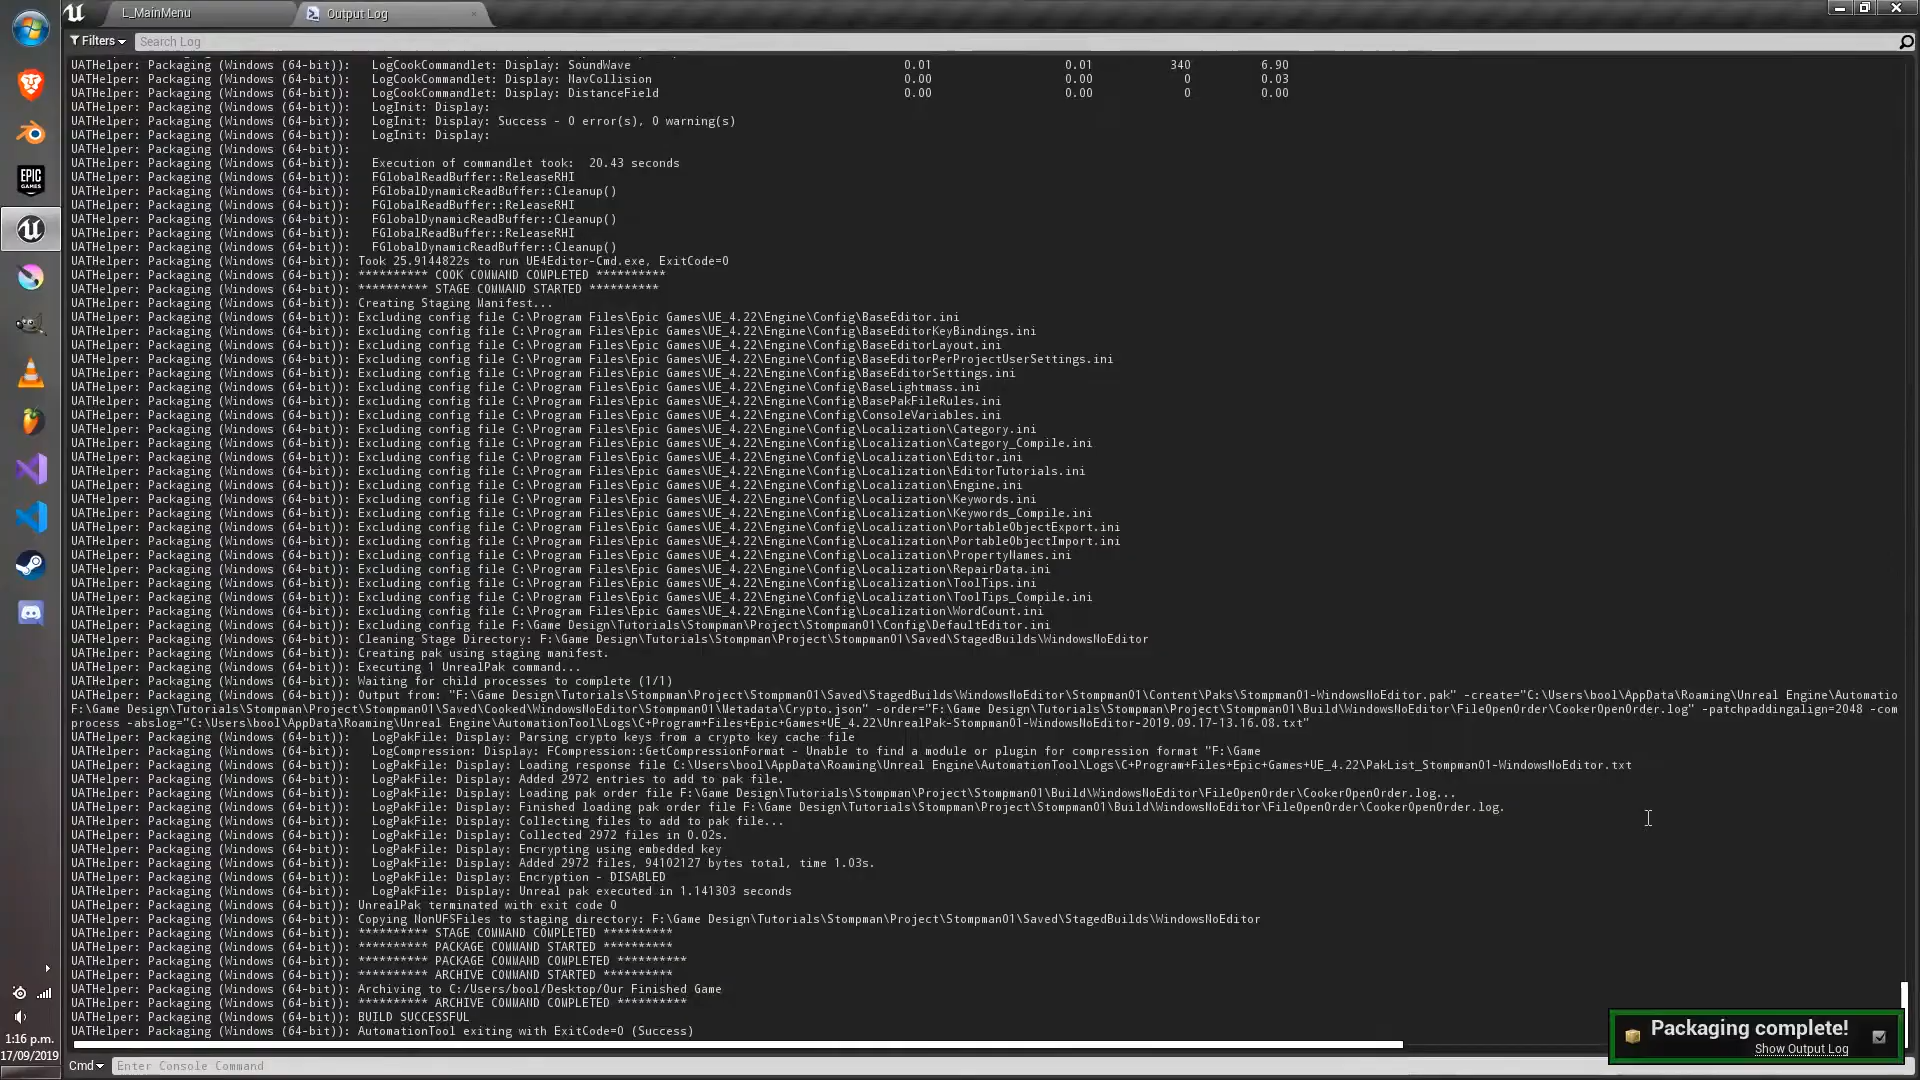 L_MainMenu
Output Log
Filters
Search Log
UATHelper: Packaging (Windows (64-bit)):   LogCookCommandlet: Display: SoundWave 0.01 0.01 340 6.90
UATHelper: Packaging (Windows (64-bit)):   LogCookCommandlet: Display: NavCollision 0.00 0.00 0 0.03
UATHelper: Packaging (Windows (64-bit)):   LogCookCommandlet: Display: DistanceField 0.00 0.00 0 0.00
UATHelper: Packaging (Windows (64-bit)):   LogInit: Display:
UATHelper: Packaging (Windows (64-bit)):   LogInit: Display: Success - 0 error(s), 0 warning(s)
UATHelper: Packaging (Windows (64-bit)):   LogInit: Display:
UATHelper: Packaging (Windows (64-bit)):
UATHelper: Packaging (Windows (64-bit)):   Execution of commandlet took:  20.43 seconds
UATHelper: Packaging (Windows (64-bit)):   FGlobalReadBuffer::ReleaseRHI
UATHelper: Packaging (Windows (64-bit)):   FGlobalDynamicReadBuffer::Cleanup()
UATHelper: Packaging (Windows (64-bit)):   FGlobalReadBuffer::ReleaseRHI
UATHelper: Packaging (Windows (64-bit)):   FGlobalDynamicReadBuffer::Cleanup()
UATHelper: Packaging (Windows (64-bit)):   FGlobalReadBuffer::ReleaseRHI
UATHelper: Packaging (Windows (64-bit)):   FGlobalDynamicReadBuffer::Cleanup()
UATHelper: Packaging (Windows (64-bit)): Took 25.9144822s to run UE4Editor-Cmd.exe, ExitCode=0
UATHelper: Packaging (Windows (64-bit)): ********** COOK COMMAND COMPLETED **********
UATHelper: Packaging (Windows (64-bit)): ********** STAGE COMMAND STARTED **********
UATHelper: Packaging (Windows (64-bit)): Creating Staging Manifest...
UATHelper: Packaging (Windows (64-bit)): Excluding config file C:\Program Files\Epic Games\UE_4.22\Engine\Config\BaseEditor.ini
UATHelper: Packaging (Windows (64-bit)): Excluding config file C:\Program Files\Epic Games\UE_4.22\Engine\Config\BaseEditorKeyBindings.ini
UATHelper: Packaging (Windows (64-bit)): Excluding config file C:\Program Files\Epic Games\UE_4.22\Engine\Config\BaseEditorLayout.ini
UATHelper: Packaging (Windows (64-bit)): Excluding config file C:\Program Files\Epic Games\UE_4.22\Engine\Config\BaseEditorPerProjectUserSettings.ini
UATHelper: Packaging (Windows (64-bit)): Excluding config file C:\Program Files\Epic Games\UE_4.22\Engine\Config\BaseEditorSettings.ini
UATHelper: Packaging (Windows (64-bit)): Excluding config file C:\Program Files\Epic Games\UE_4.22\Engine\Config\BaseLightmass.ini
UATHelper: Packaging (Windows (64-bit)): Excluding config file C:\Program Files\Epic Games\UE_4.22\Engine\Config\BasePakFileRules.ini
UATHelper: Packaging (Windows (64-bit)): Excluding config file C:\Program Files\Epic Games\UE_4.22\Engine\Config\ConsoleVariables.ini
UATHelper: Packaging (Windows (64-bit)): Excluding config file C:\Program Files\Epic Games\UE_4.22\Engine\Config\Localization\Category.ini
UATHelper: Packaging (Windows (64-bit)): Excluding config file C:\Program Files\Epic Games\UE_4.22\Engine\Config\Localization\Category_Compile.ini
UATHelper: Packaging (Windows (64-bit)): Excluding config file C:\Program Files\Epic Games\UE_4.22\Engine\Config\Localization\Editor.ini
UATHelper: Packaging (Windows (64-bit)): Excluding config file C:\Program Files\Epic Games\UE_4.22\Engine\Config\Localization\EditorTutorials.ini
UATHelper: Packaging (Windows (64-bit)): Excluding config file C:\Program Files\Epic Games\UE_4.22\Engine\Config\Localization\Engine.ini
UATHelper: Packaging (Windows (64-bit)): Excluding config file C:\Program Files\Epic Games\UE_4.22\Engine\Config\Localization\Keywords.ini
UATHelper: Packaging (Windows (64-bit)): Excluding config file C:\Program Files\Epic Games\UE_4.22\Engine\Config\Localization\Keywords_Compile.ini
UATHelper: Packaging (Windows (64-bit)): Excluding config file C:\Program Files\Epic Games\UE_4.22\Engine\Config\Localization\PortableObjectExport.ini
UATHelper: Packaging (Windows (64-bit)): Excluding config file C:\Program Files\Epic Games\UE_4.22\Engine\Config\Localization\PortableObjectImport.ini
UATHelper: Packaging (Windows (64-bit)): Excluding config file C:\Program Files\Epic Games\UE_4.22\Engine\Config\Localization\PropertyNames.ini
UATHelper: Packaging (Windows (64-bit)): Excluding config file C:\Program Files\Epic Games\UE_4.22\Engine\Config\Localization\RepairData.ini
UATHelper: Packaging (Windows (64-bit)): Excluding config file C:\Program Files\Epic Games\UE_4.22\Engine\Config\Localization\ToolTips.ini
UATHelper: Packaging (Windows (64-bit)): Excluding config file C:\Program Files\Epic Games\UE_4.22\Engine\Config\Localization\ToolTips_Compile.ini
UATHelper: Packaging (Windows (64-bit)): Excluding config file C:\Program Files\Epic Games\UE_4.22\Engine\Config\Localization\WordCount.ini
UATHelper: Packaging (Windows (64-bit)): Excluding config file F:\Game Design\Tutorials\Stompman\Project\Stompman01\Config\DefaultEditor.ini
UATHelper: Packaging (Windows (64-bit)): Cleaning Stage Directory: F:\Game Design\Tutorials\Stompman\Project\Stompman01\Saved\StagedBuilds\WindowsNoEditor
UATHelper: Packaging (Windows (64-bit)): Creating pak using staging manifest.
UATHelper: Packaging (Windows (64-bit)): Executing 1 UnrealPak command...
UATHelper: Packaging (Windows (64-bit)): Waiting for child processes to complete (1/1)
UATHelper: Packaging (Windows (64-bit)): Output from: "F:\Game Design\Tutorials\Stompman\Project\Stompman01\Saved\StagedBuilds\WindowsNoEditor\Stompman01\Content\Paks\Stompman01-WindowsNoEditor.pak" -create="C:\Users\bool\AppData\Roaming\Unreal Engine\Automatio
F:\Game Design\Tutorials\Stompman\Project\Stompman01\Saved\Cooked\WindowsNoEditor\Stompman01\Metadata\Crypto.json" -order="F:\Game Design\Tutorials\Stompman\Project\Stompman01\Build\WindowsNoEditor\FileOpenOrder\CookerOpenOrder.log" -patchpaddingalign=2048 -com
process -abslog="C:\Users\bool\AppData\Roaming\Unreal Engine\AutomationTool\Logs\C+Program+Files+Epic+Games+UE_4.22\UnrealPak-Stompman01-WindowsNoEditor-2019.09.17-13.16.08.txt"
UATHelper: Packaging (Windows (64-bit)):   LogPakFile: Display: Parsing crypto keys from a crypto key cache file
UATHelper: Packaging (Windows (64-bit)):   LogCompression: Display: FCompression::GetCompressionFormat - Unable to find a module or plugin for compression format "F:\Game
UATHelper: Packaging (Windows (64-bit)):   LogPakFile: Display: Loading response file C:\Users\bool\AppData\Roaming\Unreal Engine\AutomationTool\Logs\C+Program+Files+Epic+Games+UE_4.22\PakList_Stompman01-WindowsNoEditor.txt
UATHelper: Packaging (Windows (64-bit)):   LogPakFile: Display: Added 2972 entries to add to pak file.
UATHelper: Packaging (Windows (64-bit)):   LogPakFile: Display: Loading pak order file F:\Game Design\Tutorials\Stompman\Project\Stompman01\Build\WindowsNoEditor\FileOpenOrder\CookerOpenOrder.log...
UATHelper: Packaging (Windows (64-bit)):   LogPakFile: Display: Finished loading pak order file F:\Game Design\Tutorials\Stompman\Project\Stompman01\Build\WindowsNoEditor\FileOpenOrder\CookerOpenOrder.log.
UATHelper: Packaging (Windows (64-bit)):   LogPakFile: Display: Collecting files to add to pak file...
UATHelper: Packaging (Windows (64-bit)):   LogPakFile: Display: Collected 2972 files in 0.02s.
UATHelper: Packaging (Windows (64-bit)):   LogPakFile: Display: Encrypting using embedded key
UATHelper: Packaging (Windows (64-bit)):   LogPakFile: Display: Added 2972 files, 94102127 bytes total, time 1.03s.
UATHelper: Packaging (Windows (64-bit)):   LogPakFile: Display: Encryption - DISABLED
UATHelper: Packaging (Windows (64-bit)):   LogPakFile: Display: Unreal pak executed in 1.141303 seconds
UATHelper: Packaging (Windows (64-bit)): UnrealPak terminated with exit code 0
UATHelper: Packaging (Windows (64-bit)): Copying NonUFSFiles to staging directory: F:\Game Design\Tutorials\Stompman\Project\Stompman01\Saved\StagedBuilds\WindowsNoEditor
UATHelper: Packaging (Windows (64-bit)): ********** STAGE COMMAND COMPLETED **********
UATHelper: Packaging (Windows (64-bit)): ********** PACKAGE COMMAND STARTED **********
UATHelper: Packaging (Windows (64-bit)): ********** PACKAGE COMMAND COMPLETED **********
UATHelper: Packaging (Windows (64-bit)): ********** ARCHIVE COMMAND STARTED **********
UATHelper: Packaging (Windows (64-bit)): Archiving to C:/Users/bool/Desktop/Our Finished Game
UATHelper: Packaging (Windows (64-bit)): ********** ARCHIVE COMMAND COMPLETED **********
UATHelper: Packaging (Windows (64-bit)): BUILD SUCCESSFUL
UATHelper: Packaging (Windows (64-bit)): AutomationTool exiting with ExitCode=0 (Success)
Cmd
Enter Console Command
Packaging complete!
Show Output Log
EPIC
GAMES
1:16 p.m.
17/09/2019